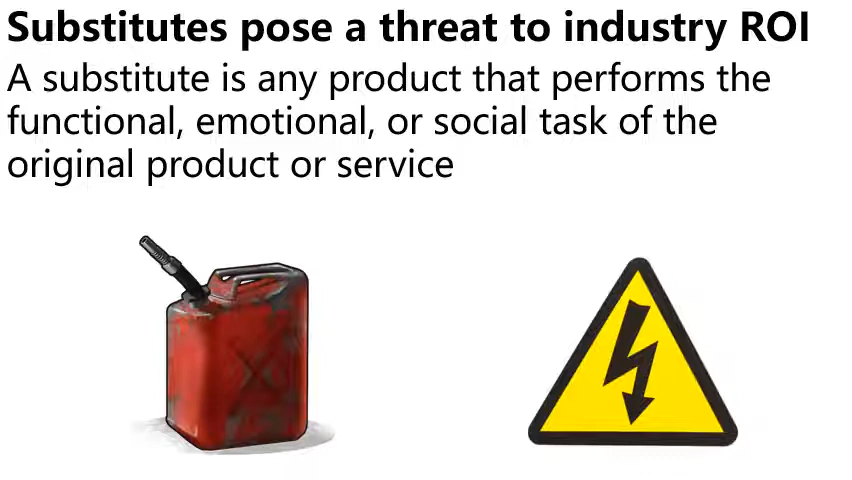 Substitutes pose a threat to industry ROI
A substitute is any product that performs the
functional, emotional, or social task of the
original product or service